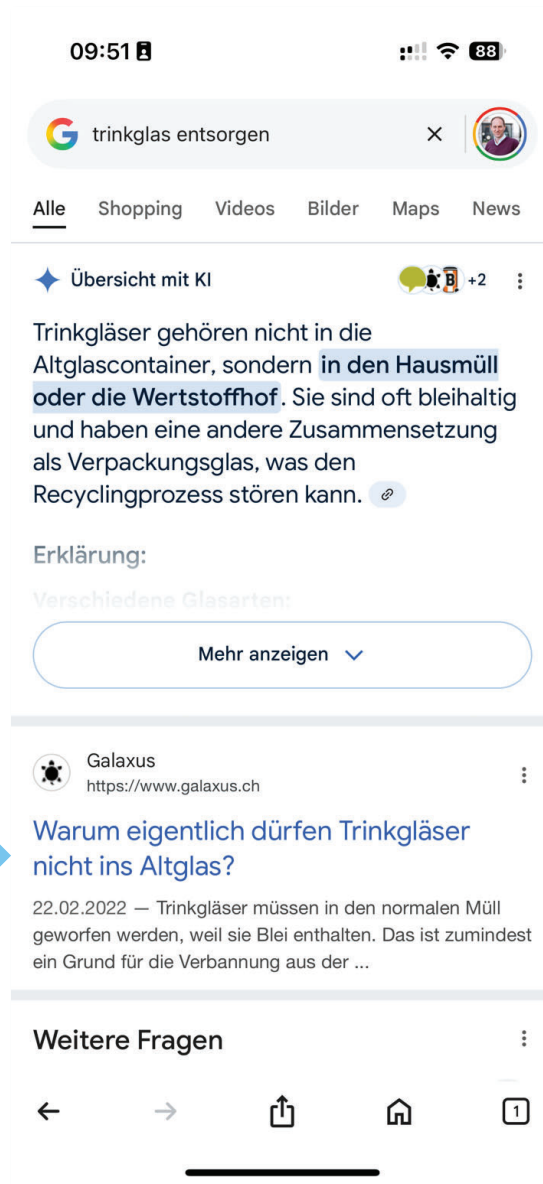 09:51
88
trinkglas entsorgen
Alle Shopping Videos Bilder Maps News
Übersicht mit KI
B +2
Trinkgläser gehören nicht in die
Altglascontainer, sondern in den Hausmüll
oder die Wertstoffhof. Sie sind oft bleihaltig
und haben eine andere Zusammensetzung
als Verpackungsglas, was den
Recyclingprozess stören kann.
Erklärung:
Verschiedene Glasarten:
Mehr anzeigen
Galaxus
https://www.galaxus.ch
Warum eigentlich dürfen Trinkgläser
nicht ins Altglas?
22.02.2022 — Trinkgläser müssen in den normalen Müll
geworfen werden, weil sie Blei enthalten. Das ist zumindest
ein Grund für die Verbannung aus der ...
Weitere Fragen
1